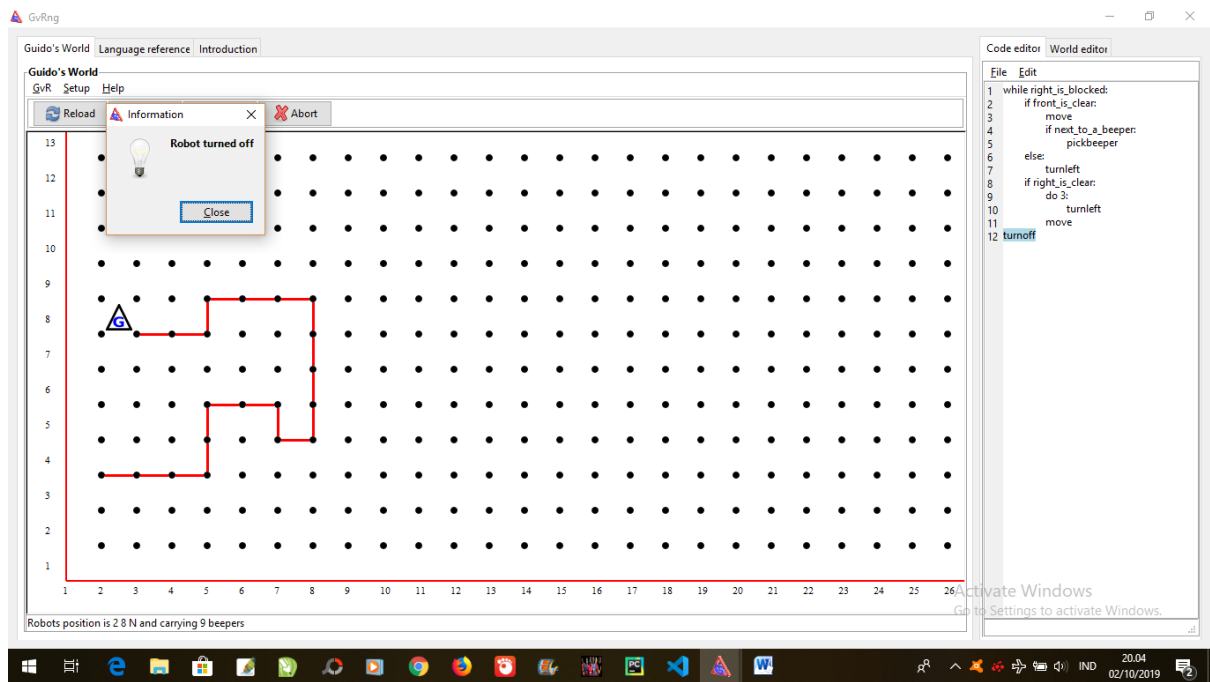 GvRng
Guido's World Language reference Introduction
Guido's World
GvR Setup Help
Reload Abort
Information
Robot turned off
Close
13
12
11
10
9
8
7
6
5
4
3
2
1
G
1 2 3 4 5 6 7 8 9 10 11 12 13 14 15 16 17 18 19 20 21 22 23 24 25 26
Robots position is 2 8 N and carrying 9 beepers
Code editor World editor
File Edit
1 while right_is_blocked:
2 if front_is_clear:
3 move
4 if next_to_a_beeper:
5 pickbeeper
6 else:
7 turnleft
8 if right_is_clear:
9 do 3:
10 turnleft
11 move
12 turnoff
Activate Windows
Go to Settings to activate Windows.
PC W
IND
20.04
02/10/2019
2